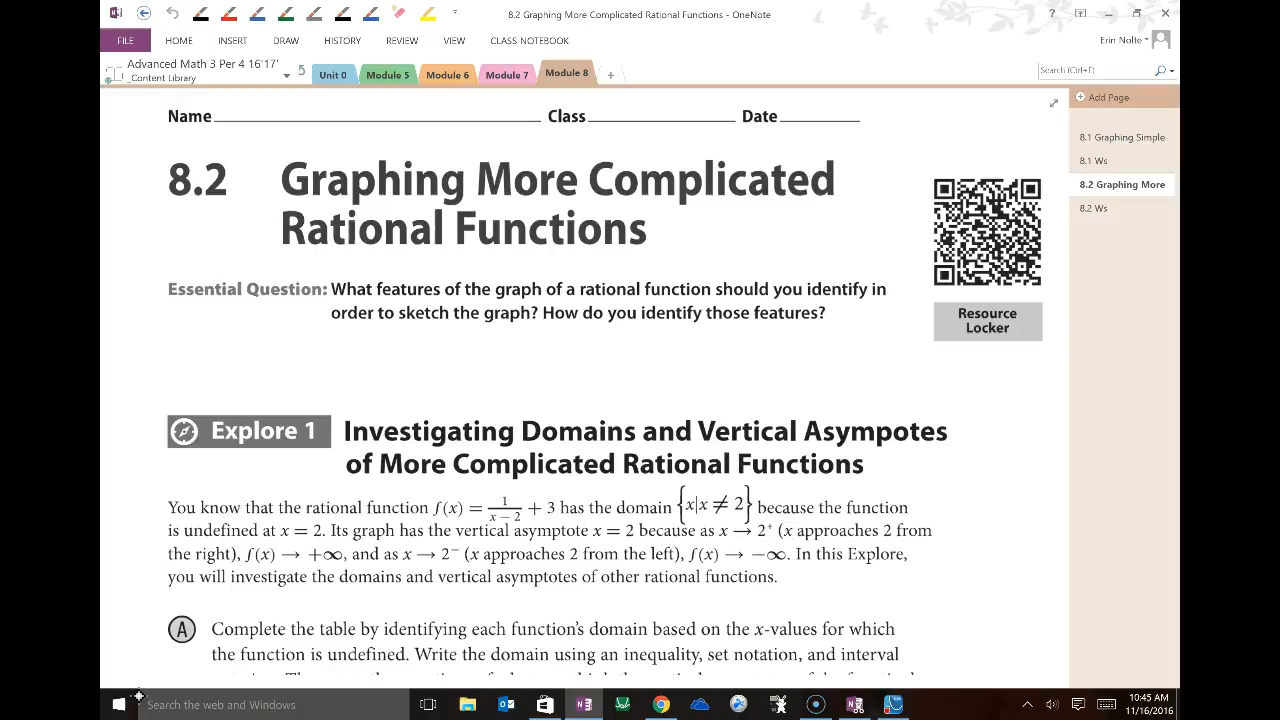 8.2 Graphing More Complicated Rational Functions - OneNote
FILE HOME INSERT DRAW HISTORY REVIEW VIEW CLASS NOTEBOOK
Erin Nolte
Advanced Math 3 Per 4 16'17'
_Content Library
Unit 0 Module 5 Module 6 Module 7 Module 8
Search (Ctrl+E)
Add Page
8.1 Graphing Simple
8.1 Ws
8.2 Graphing More
8.2 Ws
Name Class Date
8.2 Graphing More Complicated
Rational Functions
Essential Question: What features of the graph of a rational function should you identify in
order to sketch the graph? How do you identify those features?
Resource
Locker
Explore 1 Investigating Domains and Vertical Asympotes
of More Complicated Rational Functions
You know that the rational function f(x) = 1/(x − 2) + 3 has the domain {x|x ≠ 2} because the function
is undefined at x = 2. Its graph has the vertical asymptote x = 2 because as x → 2⁺ (x approaches 2 from
the right), f(x) → +∞, and as x → 2⁻ (x approaches 2 from the left), f(x) → −∞. In this Explore,
you will investigate the domains and vertical asymptotes of other rational functions.
A Complete the table by identifying each function's domain based on the x-values for which
the function is undefined. Write the domain using an inequality, set notation, and interval
Search the web and Windows
10:45 AM
11/16/2016